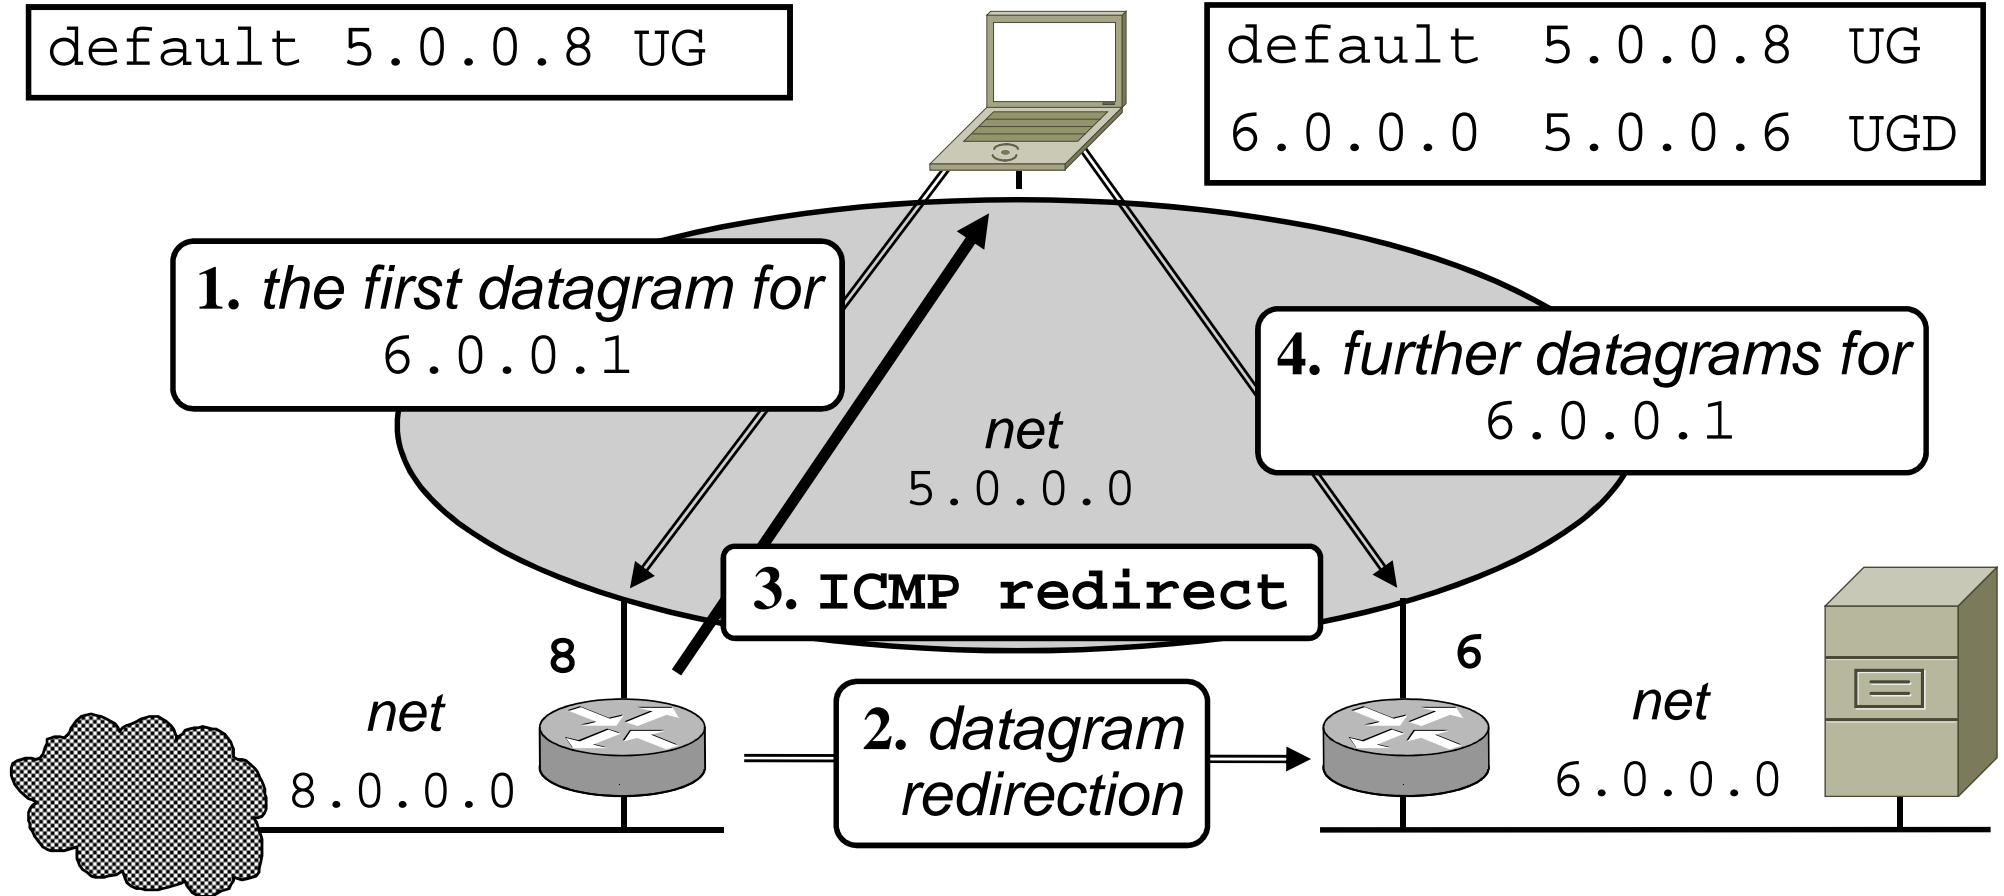 default 5.0.0.8 UG
default 5.0.0.8 UG
6.0.0.0 5.0.0.6 UGD
1. the first datagram for
6.0.0.1
4. further datagrams for
6.0.0.1
net
5.0.0.0
3. ICMP redirect
8
6
net
8.0.0.0
2. datagram
redirection
net
6.0.0.0